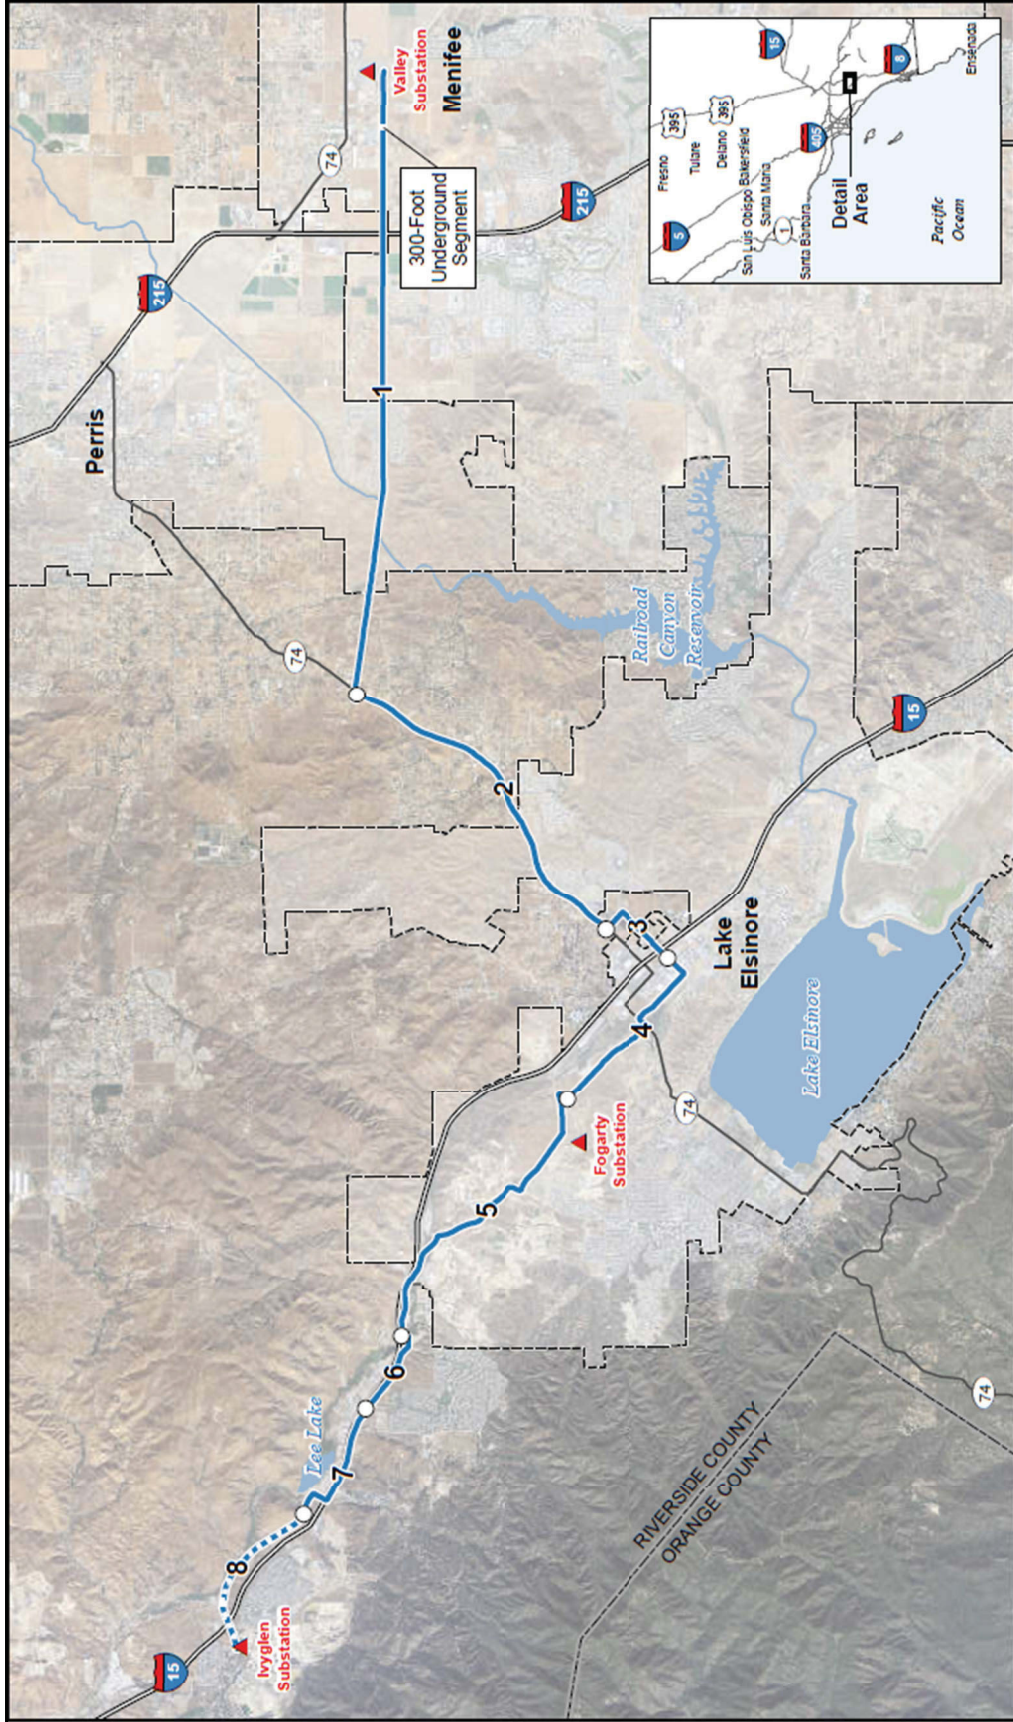 Perris
215
74
Valley
Substation
Menifee
1
300-Foot
Underground
Segment
215
74
2
Railroad
Canyon
Reservoir
15
3
Lake
Elsinore
Lake Elsinore
4
74
Fogarty
Substation
5
6
Lee Lake
7
8
Ivyglen
Substation
15
RIVERSIDE COUNTY
ORANGE COUNTY
74
Fresno
395
Tulare
Delano
395
15
5
San Luis Obispo
Bakersfield
Santa Maria
1
Santa Barbara
405
8
Detail
Area
Pacific
Ocean
Ensenada